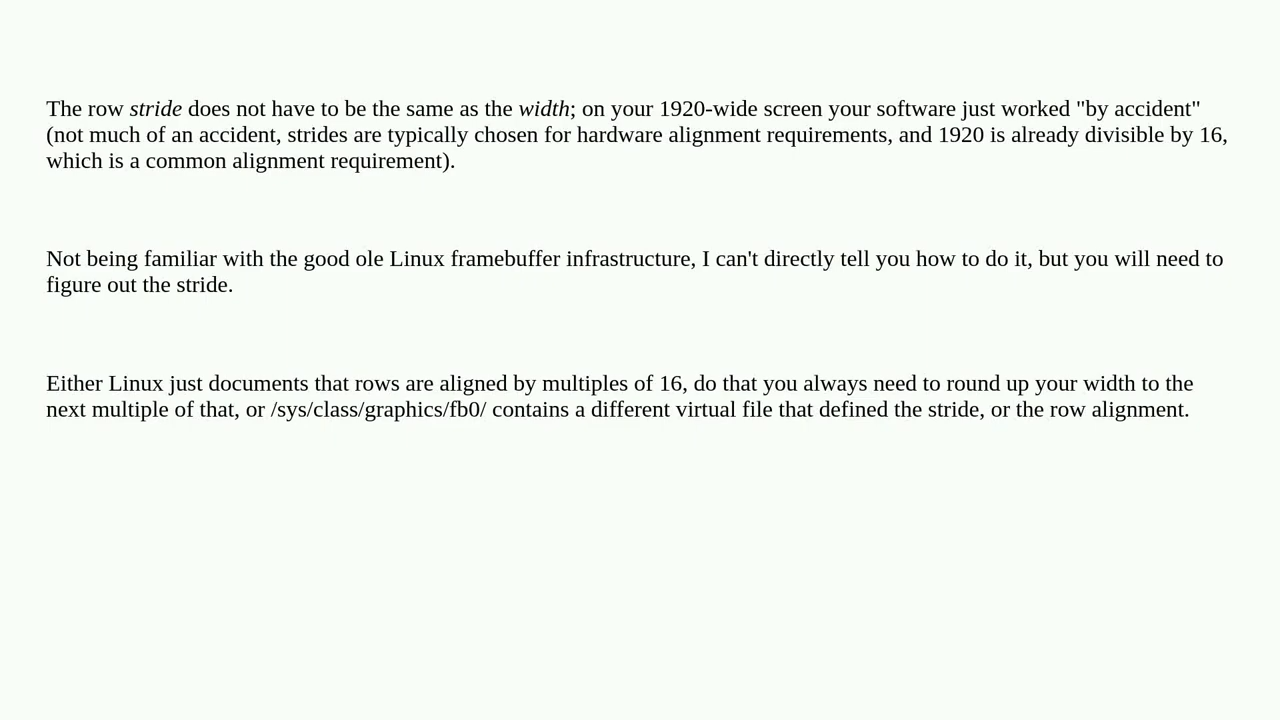 The row stride does not have to be the same as the width; on your 1920-wide screen your software just worked "by accident"
(not much of an accident, strides are typically chosen for hardware alignment requirements, and 1920 is already divisible by 16,
which is a common alignment requirement).
Not being familiar with the good ole Linux framebuffer infrastructure, I can't directly tell you how to do it, but you will need to
figure out the stride.
Either Linux just documents that rows are aligned by multiples of 16, do that you always need to round up your width to the
next multiple of that, or /sys/class/graphics/fb0/ contains a different virtual file that defined the stride, or the row alignment.